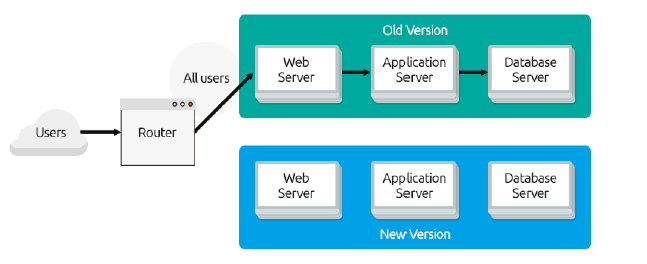 Old Version
Web
Server
Application
Server
Database
Server
All users
Users
Router
Web
Server
Application
Server
Database
Server
New Version